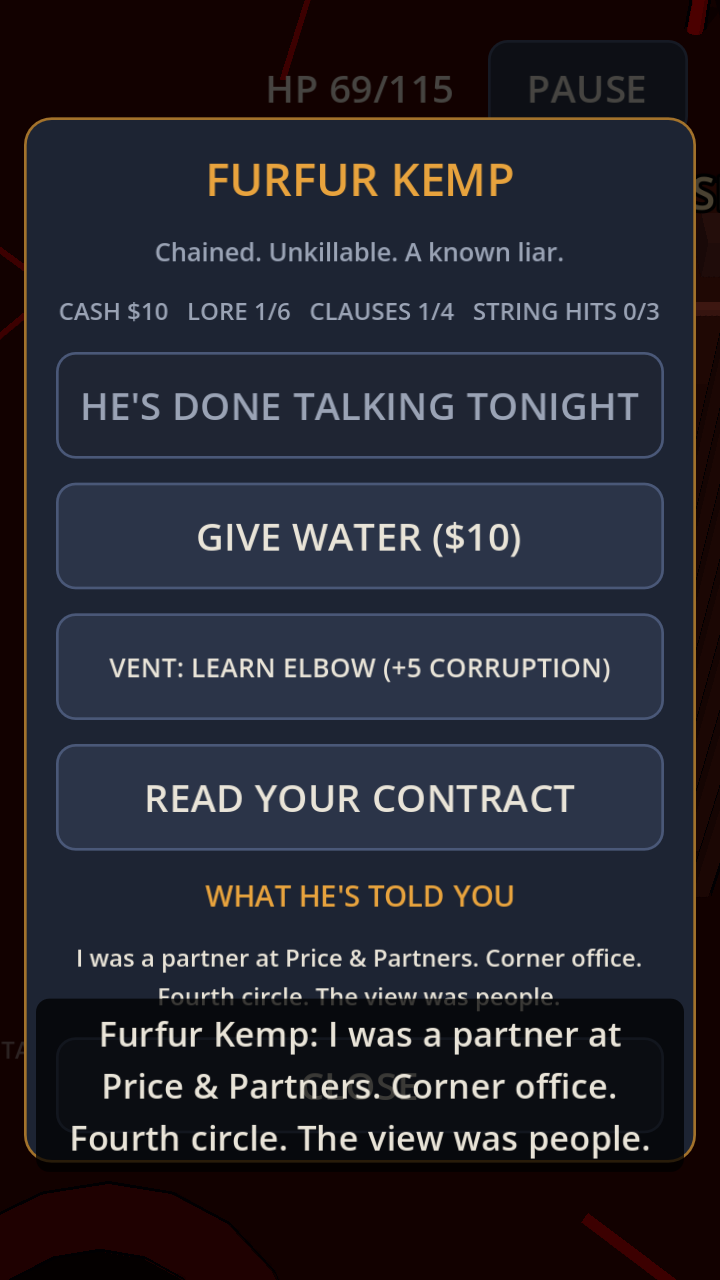 HP 69/115
PAUSE
S
FURFUR KEMP
Chained. Unkillable. A known liar.
CASH $10 LORE 1/6 CLAUSES 1/4 STRING HITS 0/3
HE'S DONE TALKING TONIGHT
GIVE WATER ($10)
VENT: LEARN ELBOW (+5 CORRUPTION)
READ YOUR CONTRACT
WHAT HE'S TOLD YOU
I was a partner at Price & Partners. Corner office.
Fourth circle. The view was people.
TA
CLOSE
Furfur Kemp: I was a partner at
Price & Partners. Corner office.
Fourth circle. The view was people.